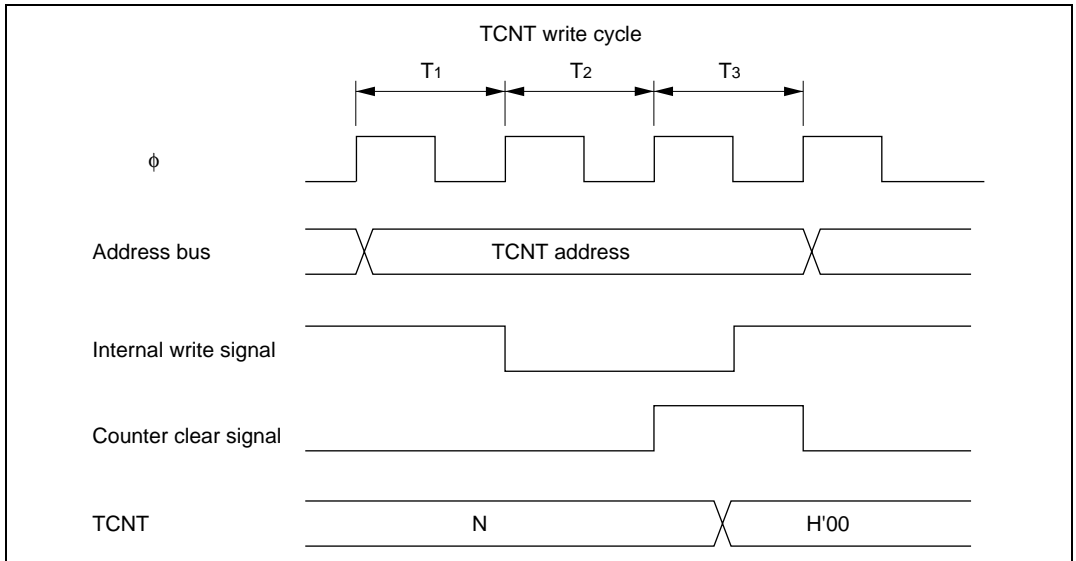 TCNT write cycle
T1 T2 T3
φ
Address bus TCNT address
Internal write signal
Counter clear signal
TCNT N H'00